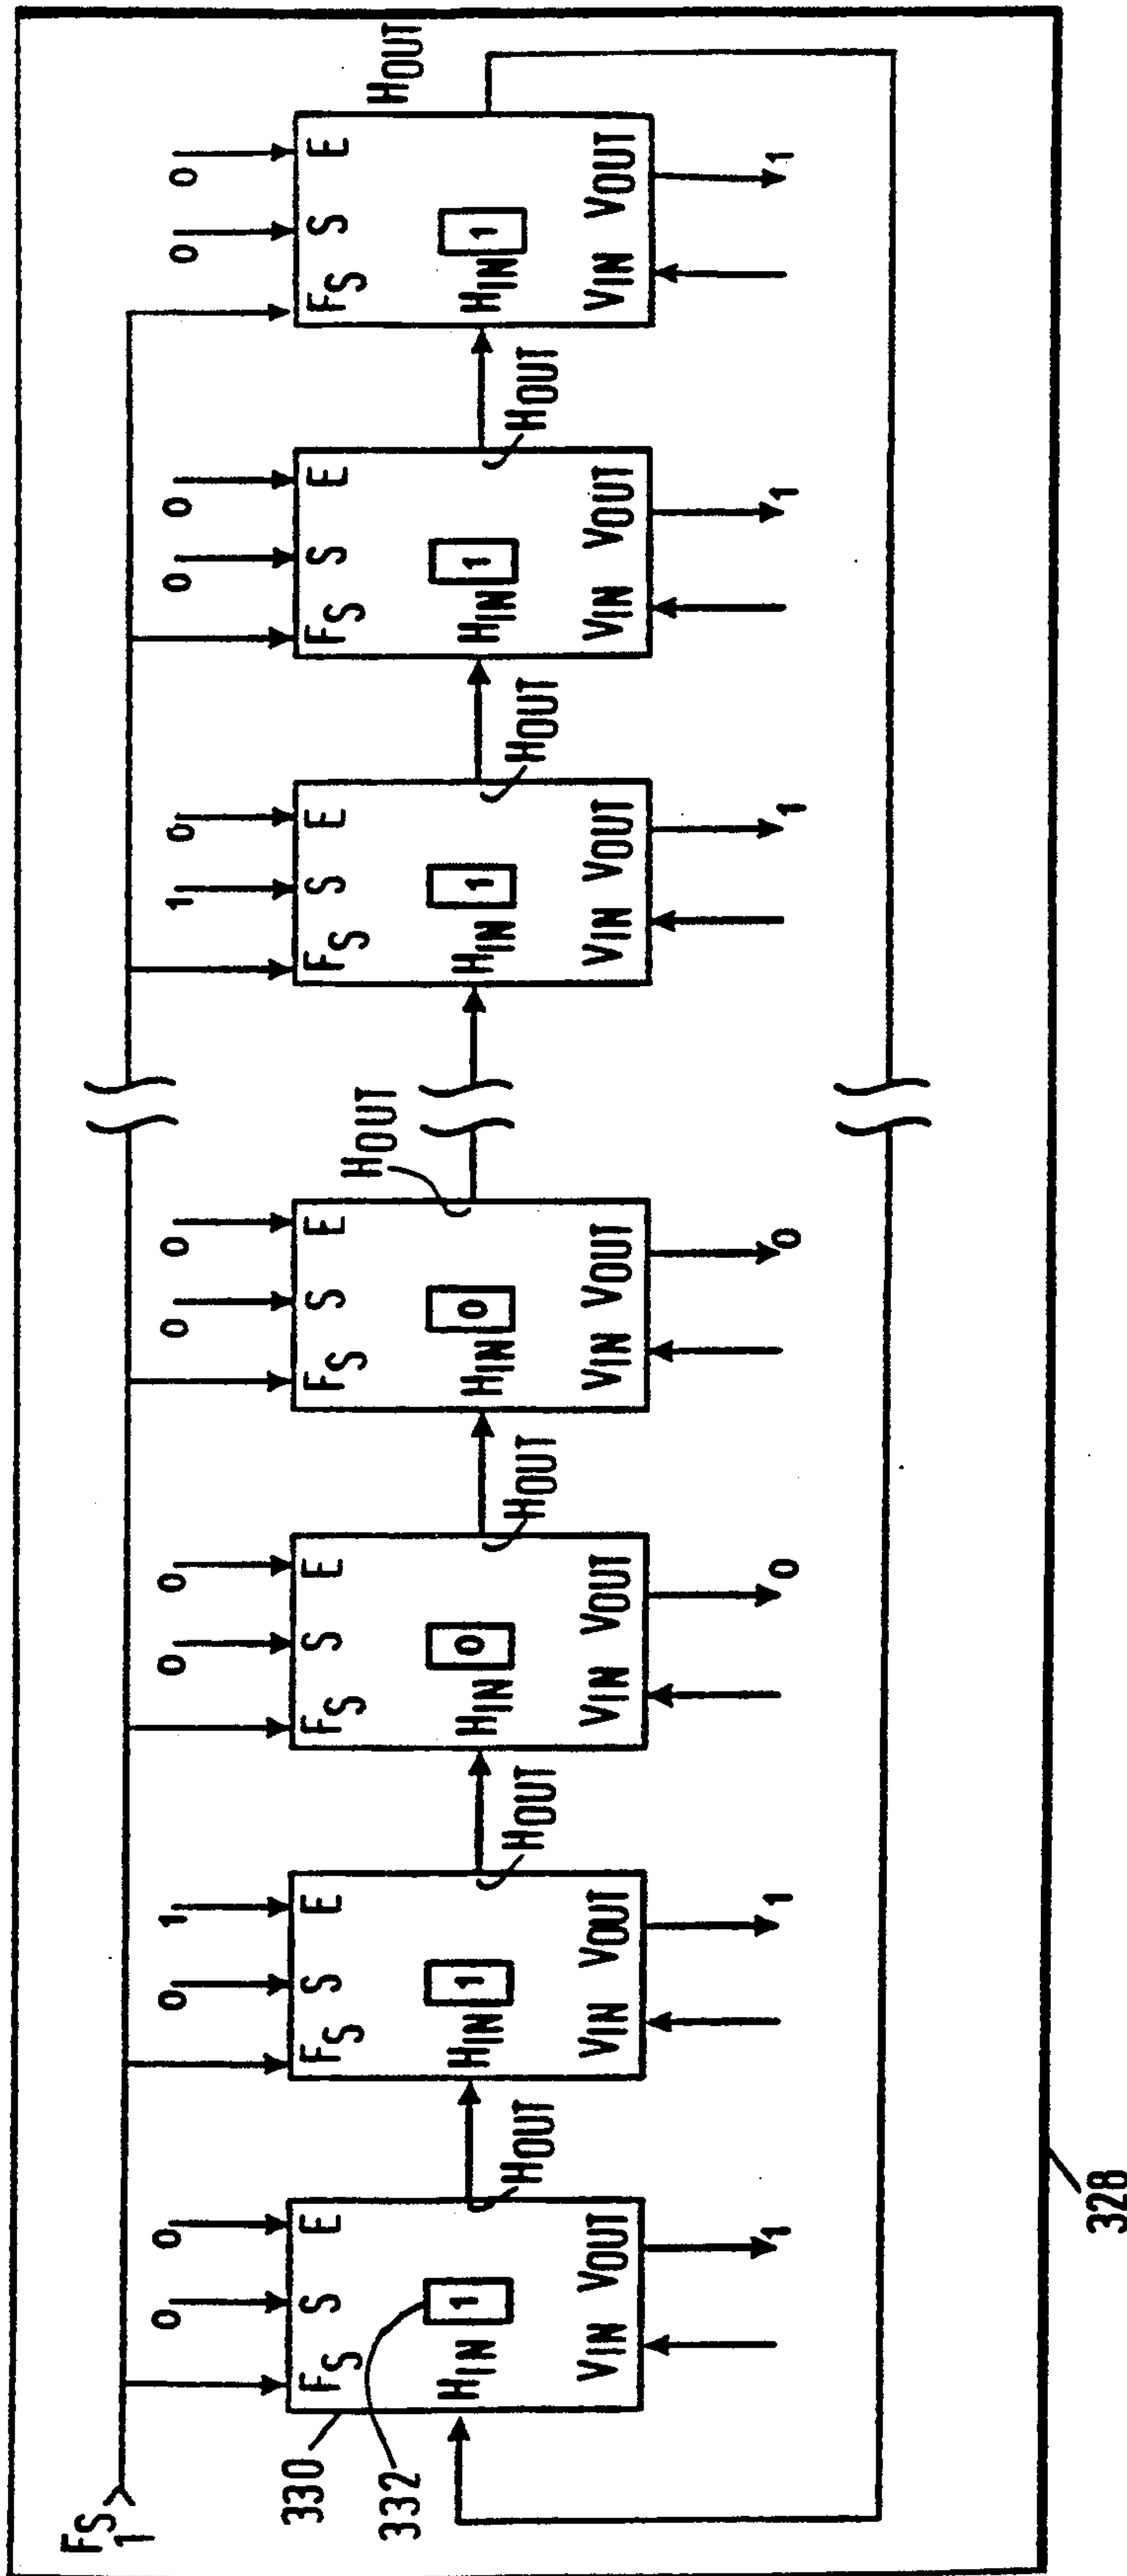 FS
1
0 0 0 1 0 0 0 0 1 0 0 0 0 0
330 FS S E FS S E FS S E FS S E HOUT FS S E FS S E FS S E HOUT
332 HIN 1 HIN 1 HIN 0 HIN 0 HIN 1 HIN 1 HIN 1
HOUT HOUT HOUT HOUT HOUT
VIN VOUT VIN VOUT VIN VOUT VIN VOUT VIN VOUT VIN VOUT VIN VOUT
1 1 0 0 1 1 1
328